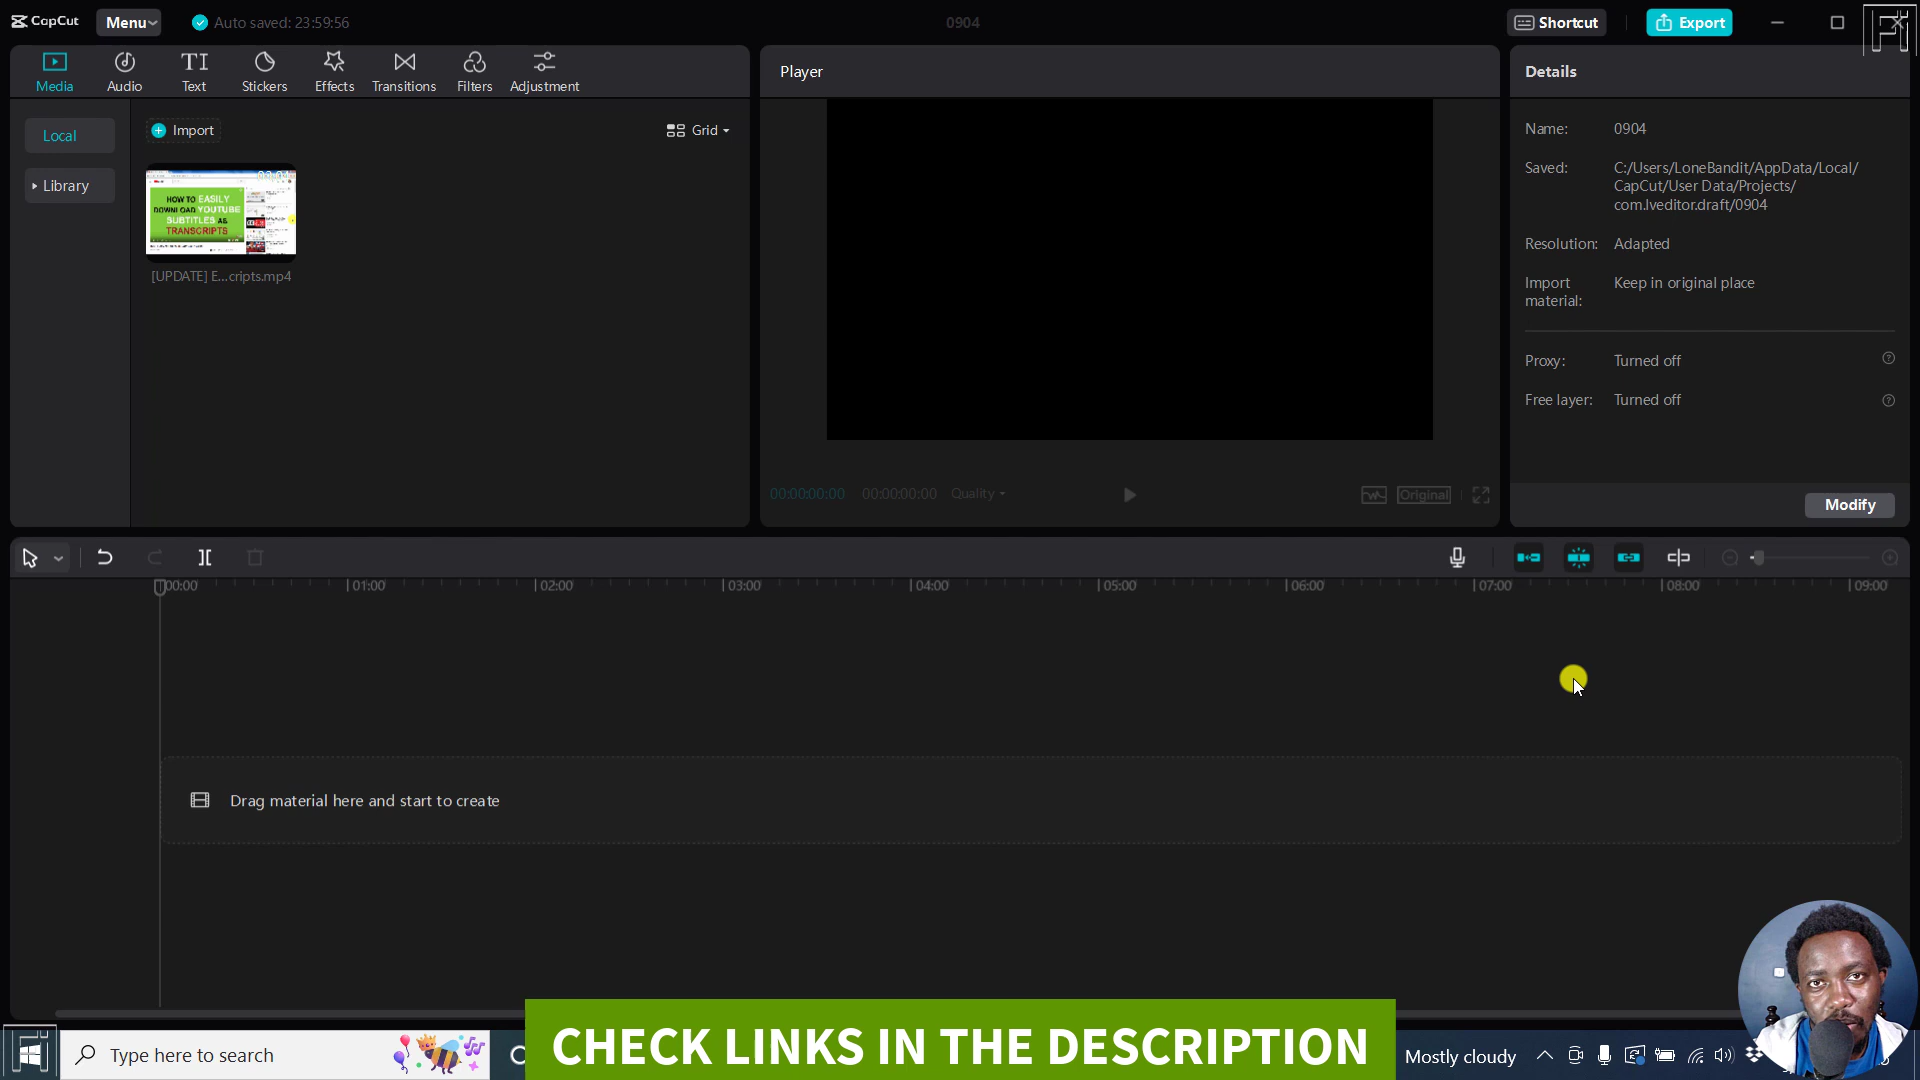 CapCut
Menu
Auto saved: 23:59:56
0904
Shortcut
Export
Media
Audio
Text
Stickers
Effects
Transitions
Filters
Adjustment
Player
Details
Local
Library
Import
Grid
HOW TO EASILY
DOWNLOAD YOUTUBE
SUBTITLES AS
TRANSCRIPTS
[UPDATE] E...cripts.mp4
Name: 0904
Saved: C:/Users/LoneBandit/AppData/Local/
CapCut/User Data/Projects/
com.lveditor.draft/0904
Resolution: Adapted
Import material: Keep in original place
Proxy: Turned off
Free layer: Turned off
Modify
00:00:00:00
00:00:00:00
Quality
Original
00:00
01:00
02:00
03:00
04:00
05:00
06:00
07:00
08:00
09:00
Drag material here and start to create
Type here to search
CHECK LINKS IN THE DESCRIPTION
Mostly cloudy